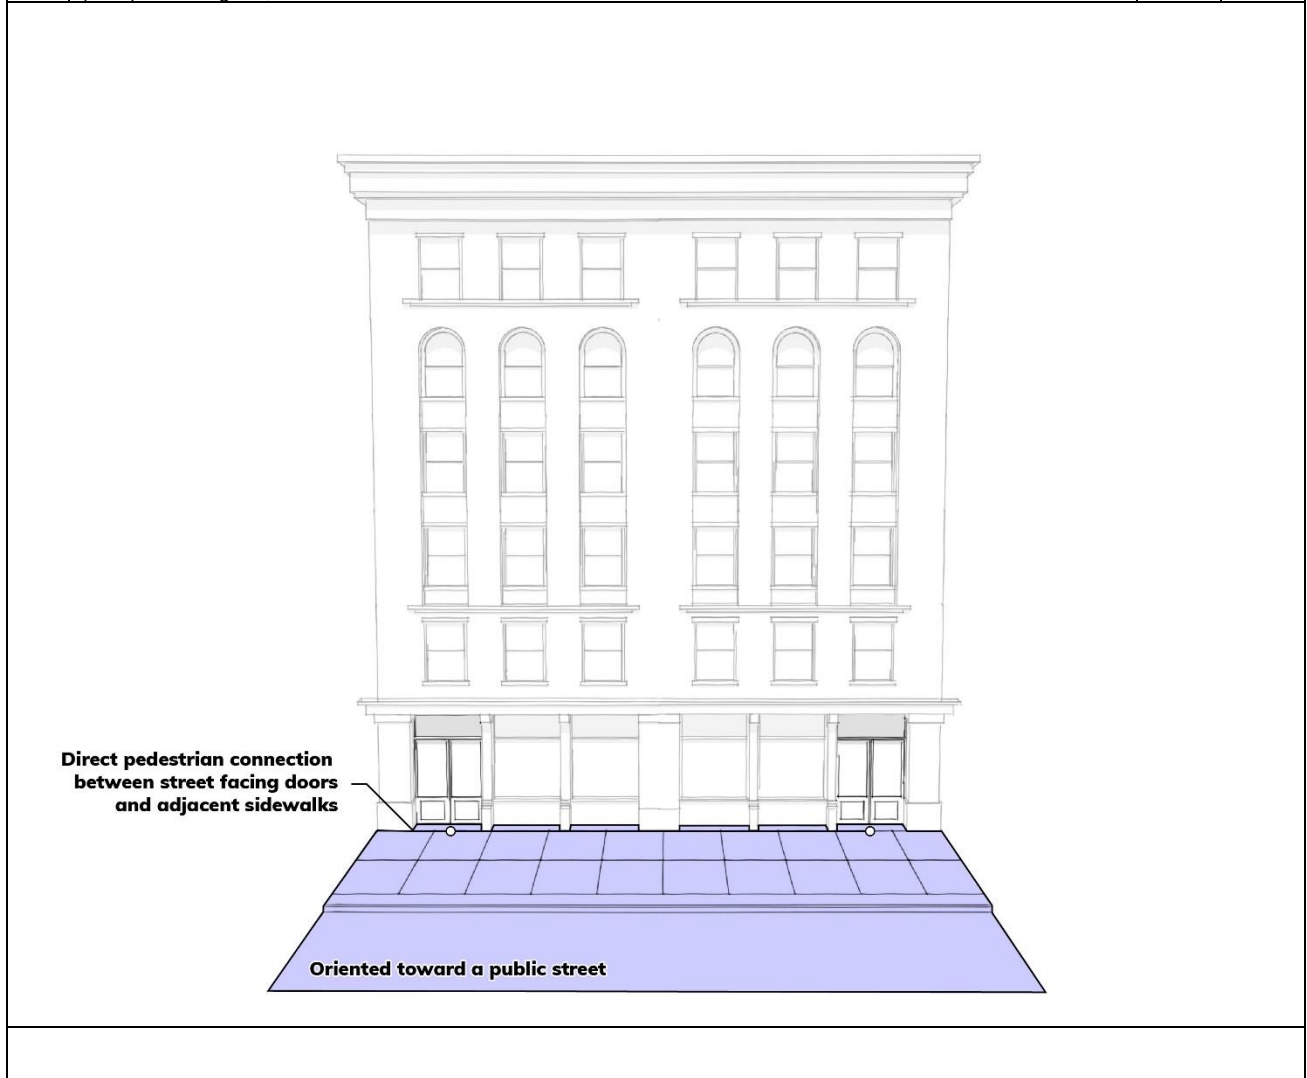 Direct pedestrian connection
between street facing doors
and adjacent sidewalks
Oriented toward a public street